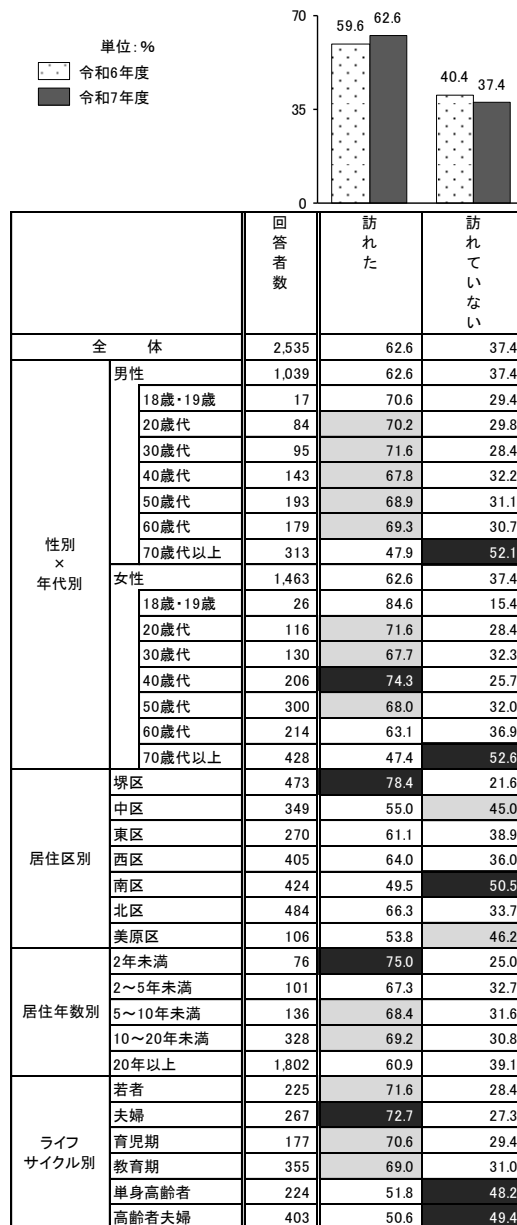 単位：％
令和6年度
令和7年度
70
35
0
59.6 62.6
40.4 37.4
回答者数 訪れた 訪れていない
全 体 2,535 62.6 37.4
性別×年代別
男性 1,039 62.6 37.4
18歳・19歳 17 70.6 29.4
20歳代 84 70.2 29.8
30歳代 95 71.6 28.4
40歳代 143 67.8 32.2
50歳代 193 68.9 31.1
60歳代 179 69.3 30.7
70歳代以上 313 47.9 52.1
女性 1,463 62.6 37.4
18歳・19歳 26 84.6 15.4
20歳代 116 71.6 28.4
30歳代 130 67.7 32.3
40歳代 206 74.3 25.7
50歳代 300 68.0 32.0
60歳代 214 63.1 36.9
70歳代以上 428 47.4 52.6
居住区別
堺区 473 78.4 21.6
中区 349 55.0 45.0
東区 270 61.1 38.9
西区 405 64.0 36.0
南区 424 49.5 50.5
北区 484 66.3 33.7
美原区 106 53.8 46.2
居住年数別
2年未満 76 75.0 25.0
2～5年未満 101 67.3 32.7
5～10年未満 136 68.4 31.6
10～20年未満 328 69.2 30.8
20年以上 1,802 60.9 39.1
ライフサイクル別
若者 225 71.6 28.4
夫婦 267 72.7 27.3
育児期 177 70.6 29.4
教育期 355 69.0 31.0
単身高齢者 224 51.8 48.2
高齢者夫婦 403 50.6 49.4